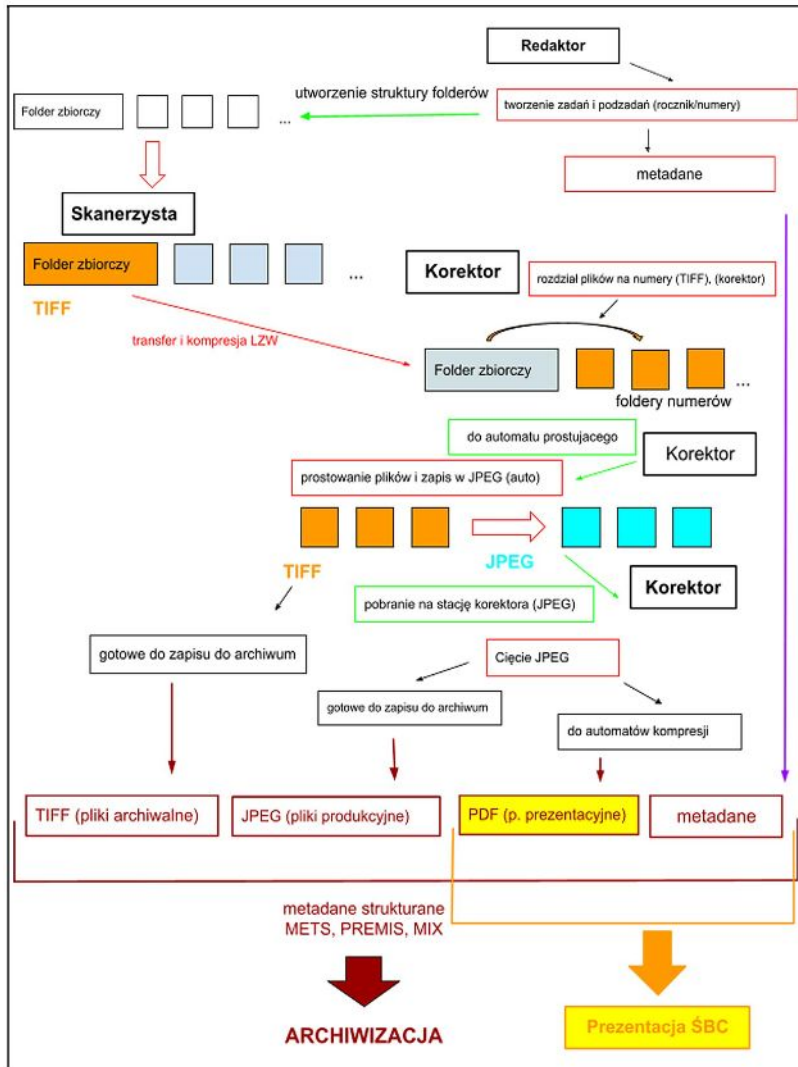 Redaktor
utworzenie struktury folderów
tworzenie zadań i podzadań (rocznik/numery)
Folder zbiorczy
...
metadane
Skanerzysta
Folder zbiorczy
...
Korektor
rozdział plików na numery (TIFF), (korektor)
TIFF
transfer i kompresja LZW
Folder zbiorczy
...
foldery numerów
do automatu prostujacego
Korektor
prostowanie plików i zapis w JPEG (auto)
TIFF
JPEG
Korektor
pobranie na stację korektora (JPEG)
gotowe do zapisu do archiwum
Cięcie JPEG
gotowe do zapisu do archiwum
do automatów kompresji
TIFF (pliki archiwalne)
JPEG (pliki produkcyjne)
PDF (p. prezentacyjne)
metadane
metadane strukturane
METS, PREMIS, MIX
ARCHIWIZACJA
Prezentacja ŚBC